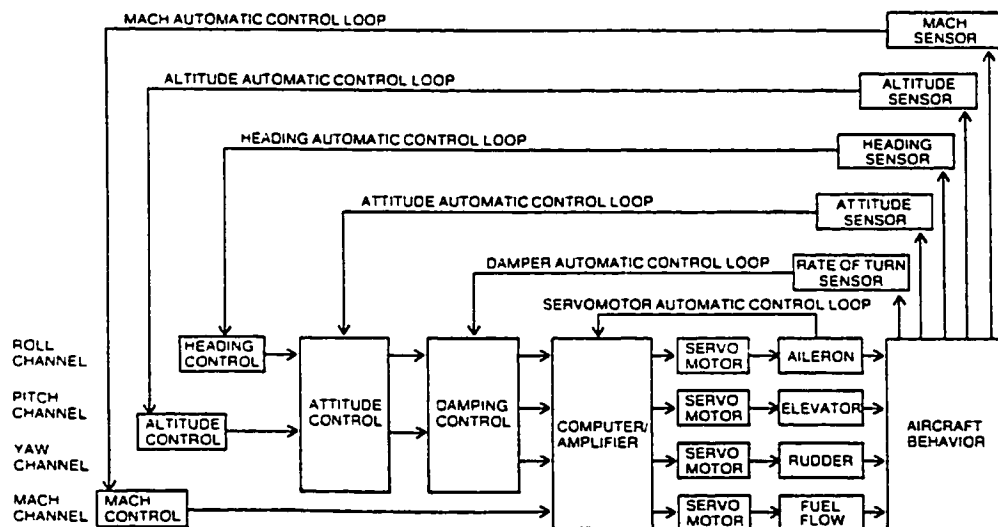 MACH AUTOMATIC CONTROL LOOP
MACH
SENSOR
ALTITUDE AUTOMATIC CONTROL LOOP
ALTITUDE
SENSOR
HEADING AUTOMATIC CONTROL LOOP
HEADING
SENSOR
ATTITUDE AUTOMATIC CONTROL LOOP
ATTITUDE
SENSOR
DAMPER AUTOMATIC CONTROL LOOP
RATE OF TURN
SENSOR
SERVOMOTOR AUTOMATIC CONTROL LOOP
ROLL
CHANNEL
HEADING
CONTROL
SERVO
MOTOR
AILERON
PITCH
CHANNEL
ALTITUDE
CONTROL
ATTITUDE
CONTROL
DAMPING
CONTROL
COMPUTER/
AMPLIFIER
SERVO
MOTOR
ELEVATOR
AIRCRAFT
BEHAVIOR
YAW
CHANNEL
SERVO
MOTOR
RUDDER
MACH
CHANNEL
MACH
CONTROL
SERVO
MOTOR
FUEL
FLOW